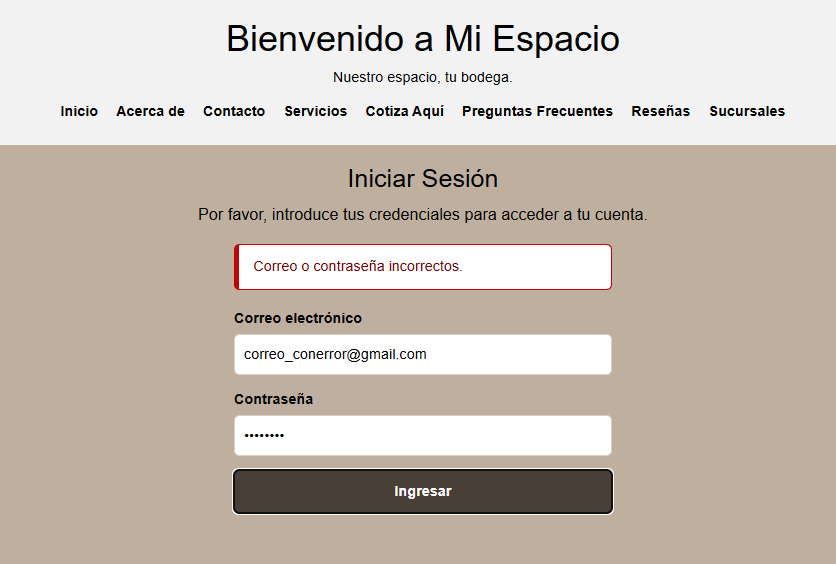 Bienvenido a Mi Espacio
Nuestro espacio, tu bodega.
Inicio Acerca de Contacto Servicios Cotiza Aquí Preguntas Frecuentes Reseñas Sucursales
Iniciar Sesión
Por favor, introduce tus credenciales para acceder a tu cuenta.
Correo o contraseña incorrectos.
Correo electrónico
correo_conerror@gmail.com
Contraseña
••••••••
Ingresar